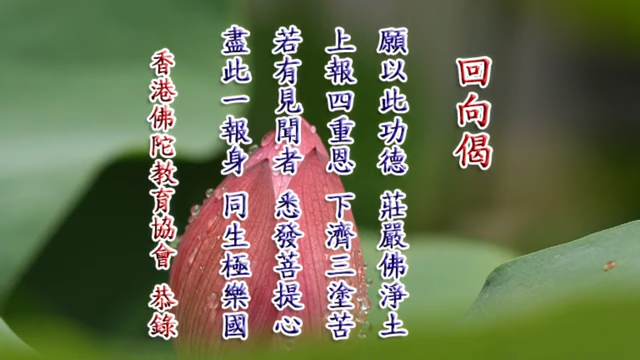 回向偈
願以此功德 莊嚴佛淨土
上報四重恩 下濟三塗苦
若有見聞者 悉發菩提心
盡此一報身 同生極樂國
香港佛陀教育協會 恭錄